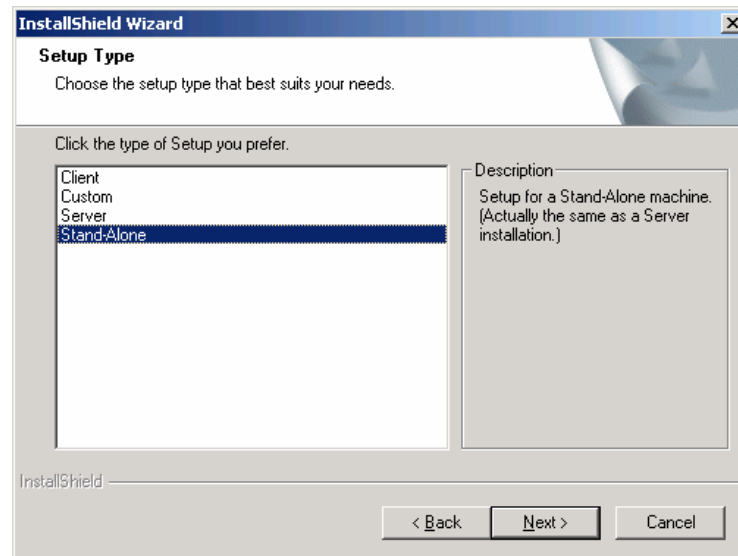 InstallShield Wizard
Setup Type
Choose the setup type that best suits your needs.
Click the type of Setup you prefer.
Client
Custom
Server
Stand-Alone
Description
Setup for a Stand-Alone machine.
(Actually the same as a Server
installation.)
InstallShield
< Back
Next >
Cancel